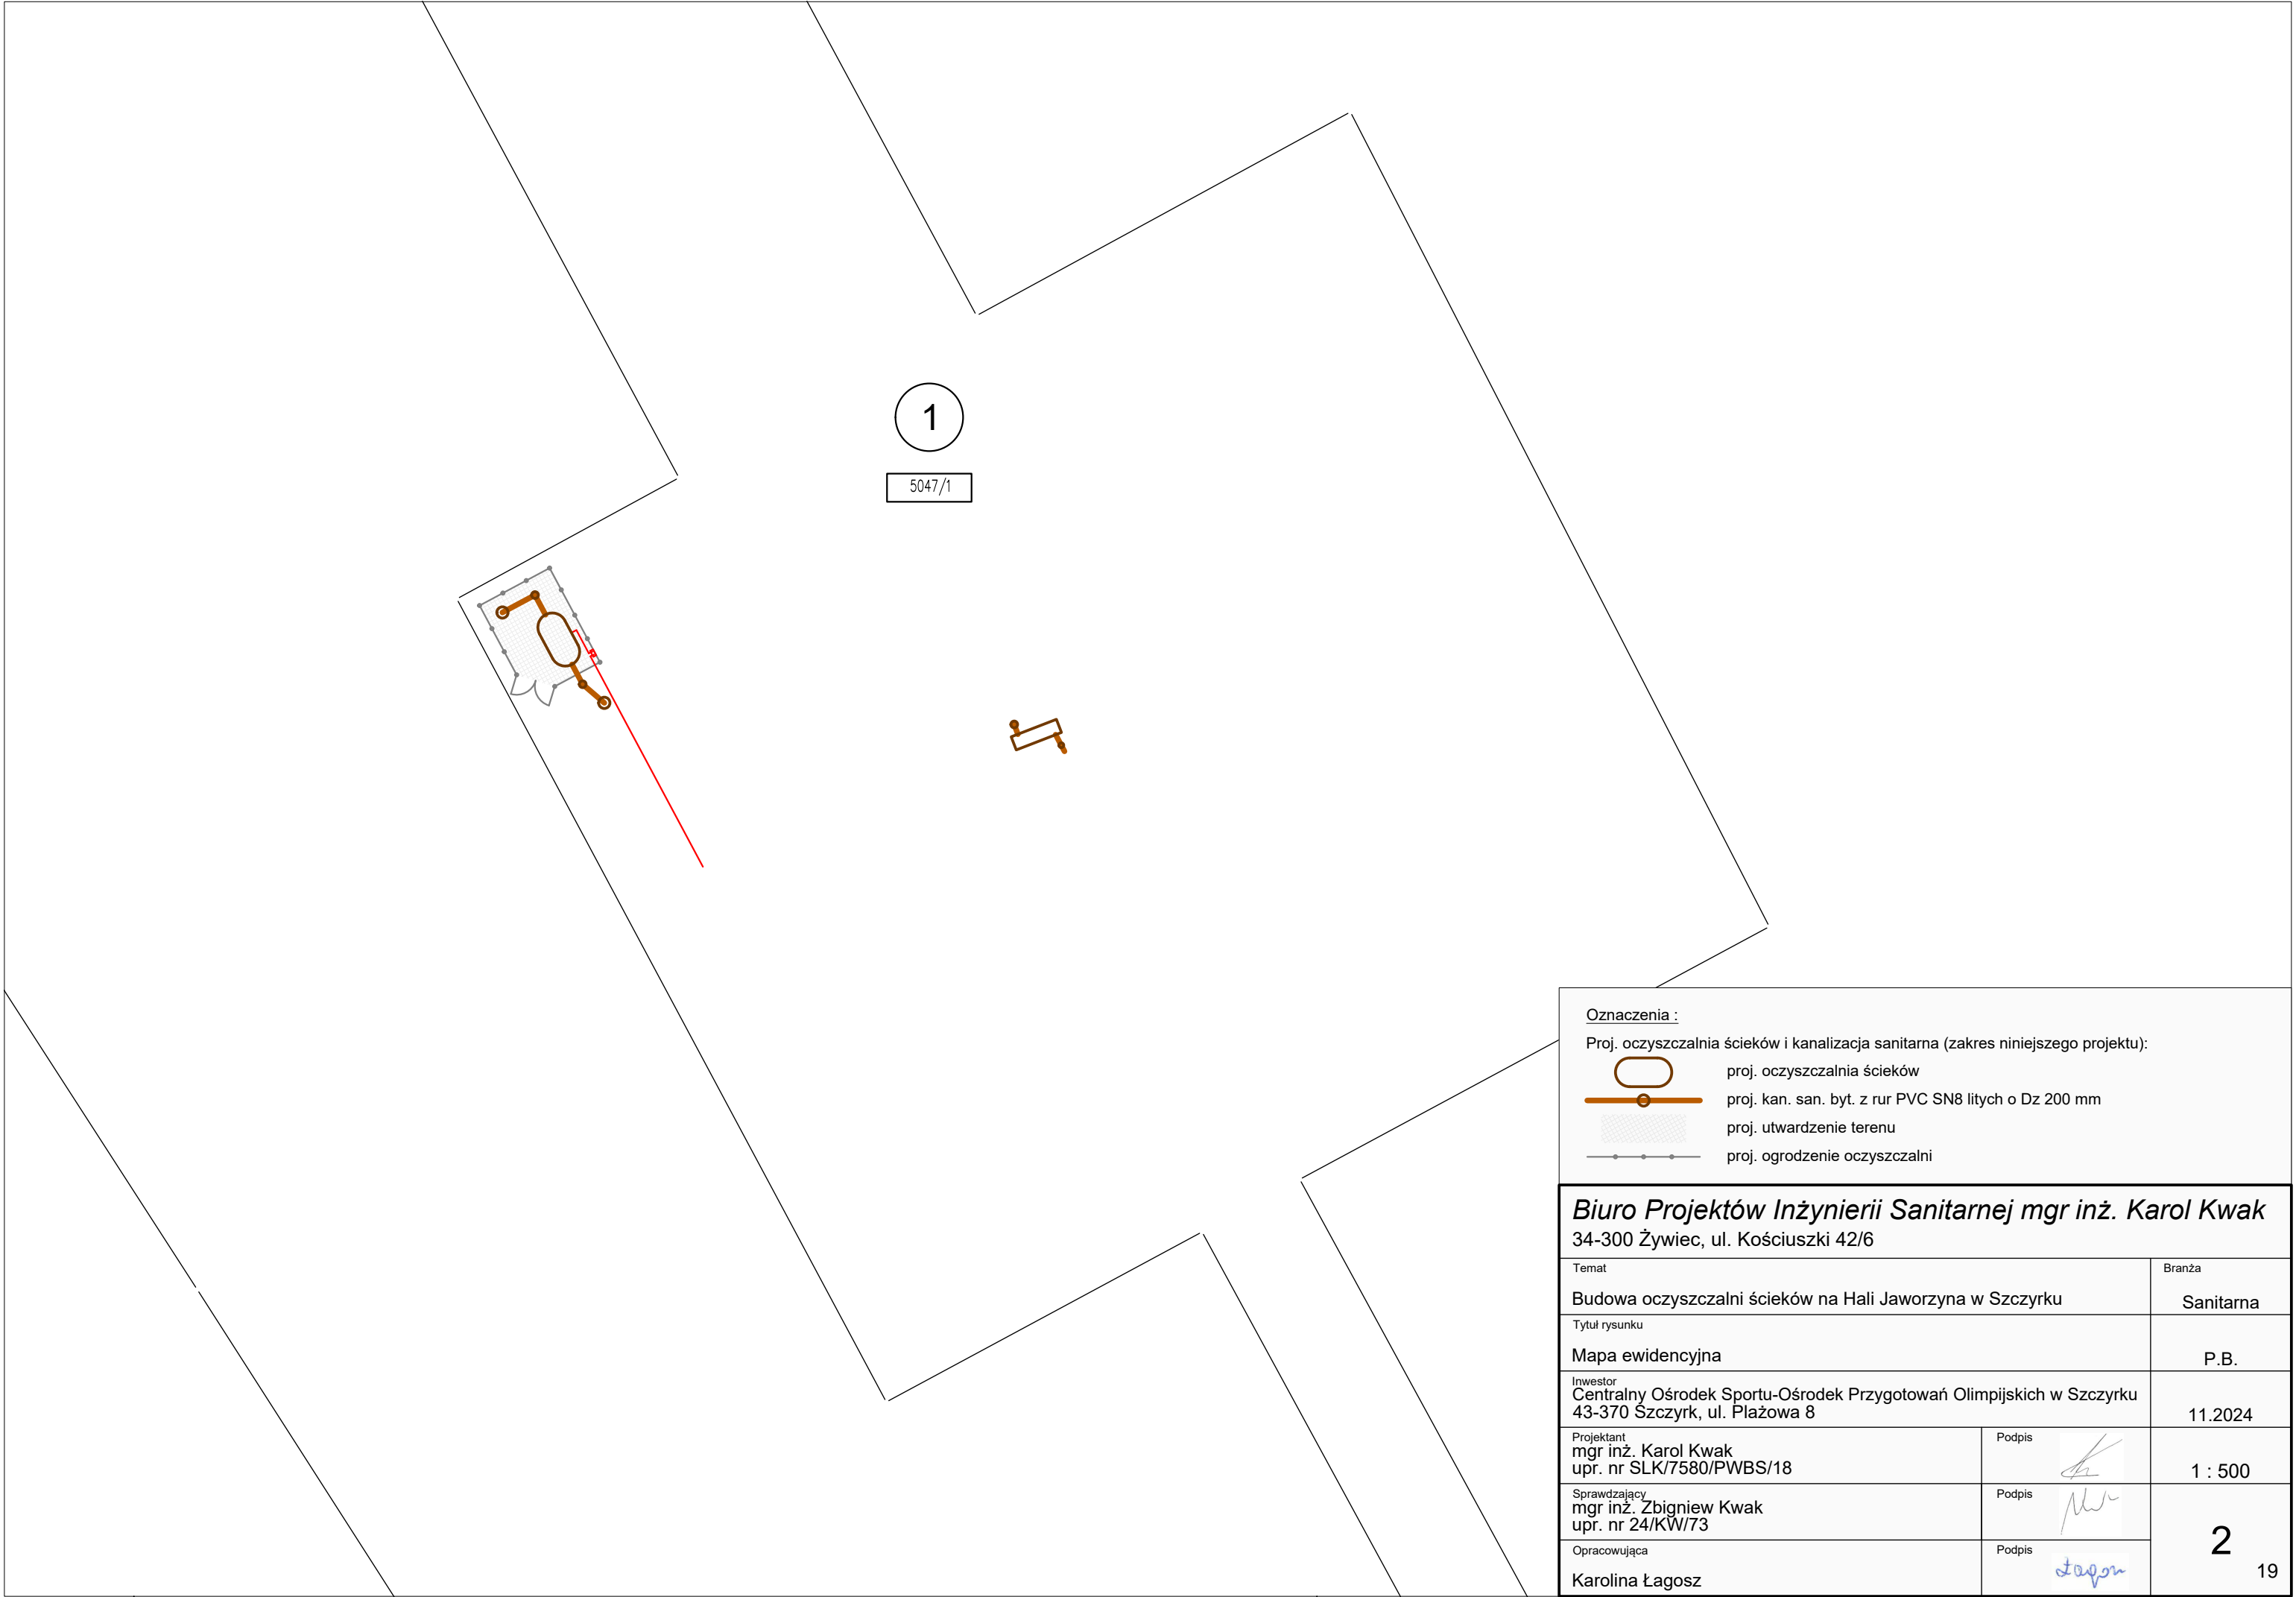 1
5047/1
Oznaczenia :
Proj. oczyszczalnia ścieków i kanalizacja sanitarna (zakres niniejszego projektu):
proj. oczyszczalnia ścieków
proj. kan. san. byt. z rur PVC SN8 litych o Dz 200 mm
proj. utwardzenie terenu
proj. ogrodzenie oczyszczalni
Biuro Projektów Inżynierii Sanitarnej mgr inż. Karol Kwak
34-300 Żywiec, ul. Kościuszki 42/6
Temat
Branża
Budowa oczyszczalni ścieków na Hali Jaworzyna w Szczyrku
Sanitarna
Tytuł rysunku
Mapa ewidencyjna
P.B.
Inwestor
Centralny Ośrodek Sportu-Ośrodek Przygotowań Olimpijskich w Szczyrku
43-370 Szczyrk, ul. Plażowa 8
11.2024
Projektant
mgr inż. Karol Kwak
upr. nr SLK/7580/PWBS/18
Podpis
1 : 500
Sprawdzający
mgr inż. Zbigniew Kwak
upr. nr 24/KW/73
Podpis
2
Opracowująca
Karolina Łagosz
Podpis
19